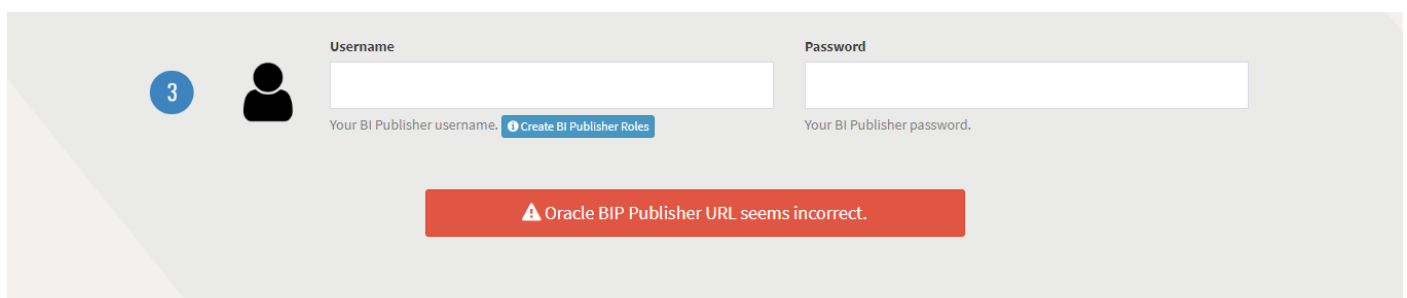 Username
Password
3
Your BI Publisher username. Create BI Publisher Roles
Your BI Publisher password.
Oracle BIP Publisher URL seems incorrect.